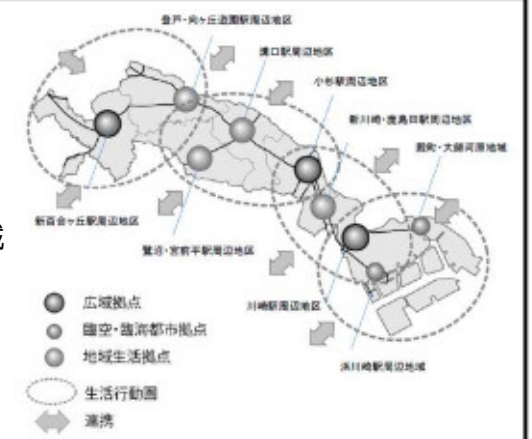 登戸・向ヶ丘遊園駅周辺地区
溝口駅周辺地区
小杉駅周辺地区
新川崎・鹿島田駅周辺地区
殿町・大師河原地域
新百合ヶ丘駅周辺地区
鷺沼・宮前平駅周辺地区
川崎駅周辺地区
浜川崎駅周辺地域
広域拠点
臨空・臨海都市拠点
地域生活拠点
生活行動圏
連携